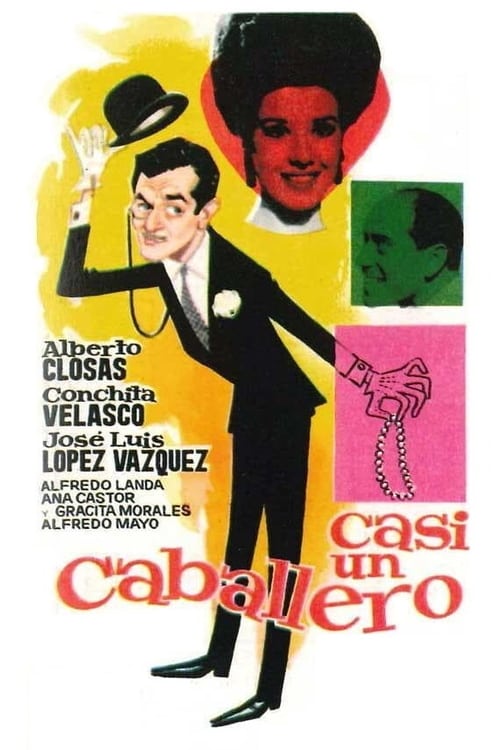 Alberto
CLOSAS
Conchita
VELASCO
José Luis
LOPEZ VAZQUEZ
ALFREDO LANDA
ANA CASTOR
Y GRACITA MORALES
ALFREDO MAYO
casi
un
caballero